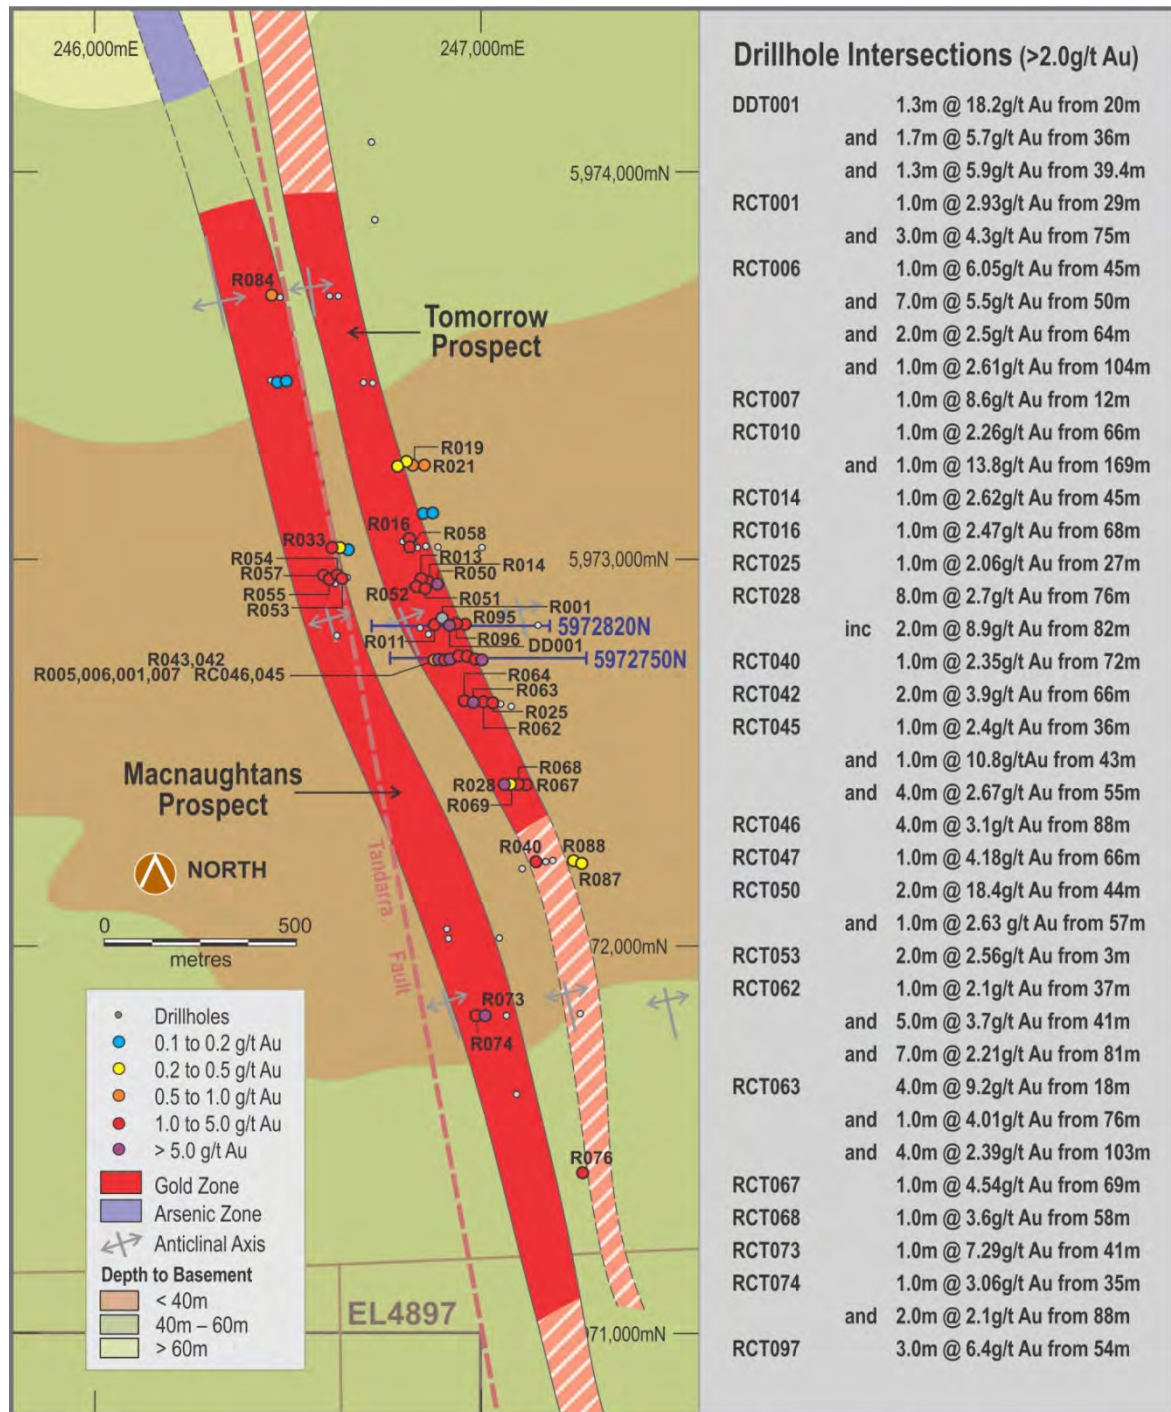 246,000mE
247,000mE
5,974,000mN
R084
Tomorrow
Prospect
R019
R021
R016
R058
R033
5,973,000mN
R013
R014
R054
R050
R057
R052
R055
R051
R053
R001
R095
5972820N
R011
R096
DD001
R043,042
5972750N
R005,006,001,007
RC046,045
R064
R063
R025
R062
Macnaughtans
Prospect
R068
R028
R067
R069
R040
R088
R087
NORTH
Tandarra Fault
0
500
metres
72,000mN
R073
R074
R076
EL4897
71,000mN
Drillholes
0.1 to 0.2 g/t Au
0.2 to 0.5 g/t Au
0.5 to 1.0 g/t Au
1.0 to 5.0 g/t Au
> 5.0 g/t Au
Gold Zone
Arsenic Zone
Anticlinal Axis
Depth to Basement
< 40m
40m – 60m
> 60m
Drillhole Intersections (>2.0g/t Au)
DDT001 1.3m @ 18.2g/t Au from 20m
and 1.7m @ 5.7g/t Au from 36m
and 1.3m @ 5.9g/t Au from 39.4m
RCT001 1.0m @ 2.93g/t Au from 29m
and 3.0m @ 4.3g/t Au from 75m
RCT006 1.0m @ 6.05g/t Au from 45m
and 7.0m @ 5.5g/t Au from 50m
and 2.0m @ 2.5g/t Au from 64m
and 1.0m @ 2.61g/t Au from 104m
RCT007 1.0m @ 8.6g/t Au from 12m
RCT010 1.0m @ 2.26g/t Au from 66m
and 1.0m @ 13.8g/t Au from 169m
RCT014 1.0m @ 2.62g/t Au from 45m
RCT016 1.0m @ 2.47g/t Au from 68m
RCT025 1.0m @ 2.06g/t Au from 27m
RCT028 8.0m @ 2.7g/t Au from 76m
inc 2.0m @ 8.9g/t Au from 82m
RCT040 1.0m @ 2.35g/t Au from 72m
RCT042 2.0m @ 3.9g/t Au from 66m
RCT045 1.0m @ 2.4g/t Au from 36m
and 1.0m @ 10.8g/tAu from 43m
and 4.0m @ 2.67g/t Au from 55m
RCT046 4.0m @ 3.1g/t Au from 88m
RCT047 1.0m @ 4.18g/t Au from 66m
RCT050 2.0m @ 18.4g/t Au from 44m
and 1.0m @ 2.63 g/t Au from 57m
RCT053 2.0m @ 2.56g/t Au from 3m
RCT062 1.0m @ 2.1g/t Au from 37m
and 5.0m @ 3.7g/t Au from 41m
and 7.0m @ 2.21g/t Au from 81m
RCT063 4.0m @ 9.2g/t Au from 18m
and 1.0m @ 4.01g/t Au from 76m
and 4.0m @ 2.39g/t Au from 103m
RCT067 1.0m @ 4.54g/t Au from 69m
RCT068 1.0m @ 3.6g/t Au from 58m
RCT073 1.0m @ 7.29g/t Au from 41m
RCT074 1.0m @ 3.06g/t Au from 35m
and 2.0m @ 2.1g/t Au from 88m
RCT097 3.0m @ 6.4g/t Au from 54m